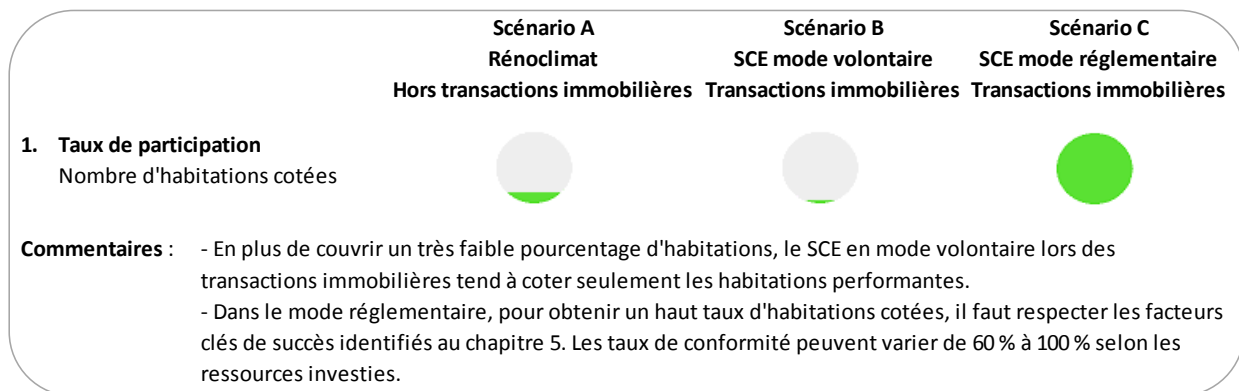 Scénario A Scénario B Scénario C
Rénoclimat SCE mode volontaire SCE mode réglementaire
Hors transactions immobilières Transactions immobilières Transactions immobilières
1. Taux de participation
Nombre d'habitations cotées
Commentaires : - En plus de couvrir un très faible pourcentage d'habitations, le SCE en mode volontaire lors des
transactions immobilières tend à coter seulement les habitations performantes.
- Dans le mode réglementaire, pour obtenir un haut taux d'habitations cotées, il faut respecter les facteurs
clés de succès identifiés au chapitre 5. Les taux de conformité peuvent varier de 60 % à 100 % selon les
ressources investies.